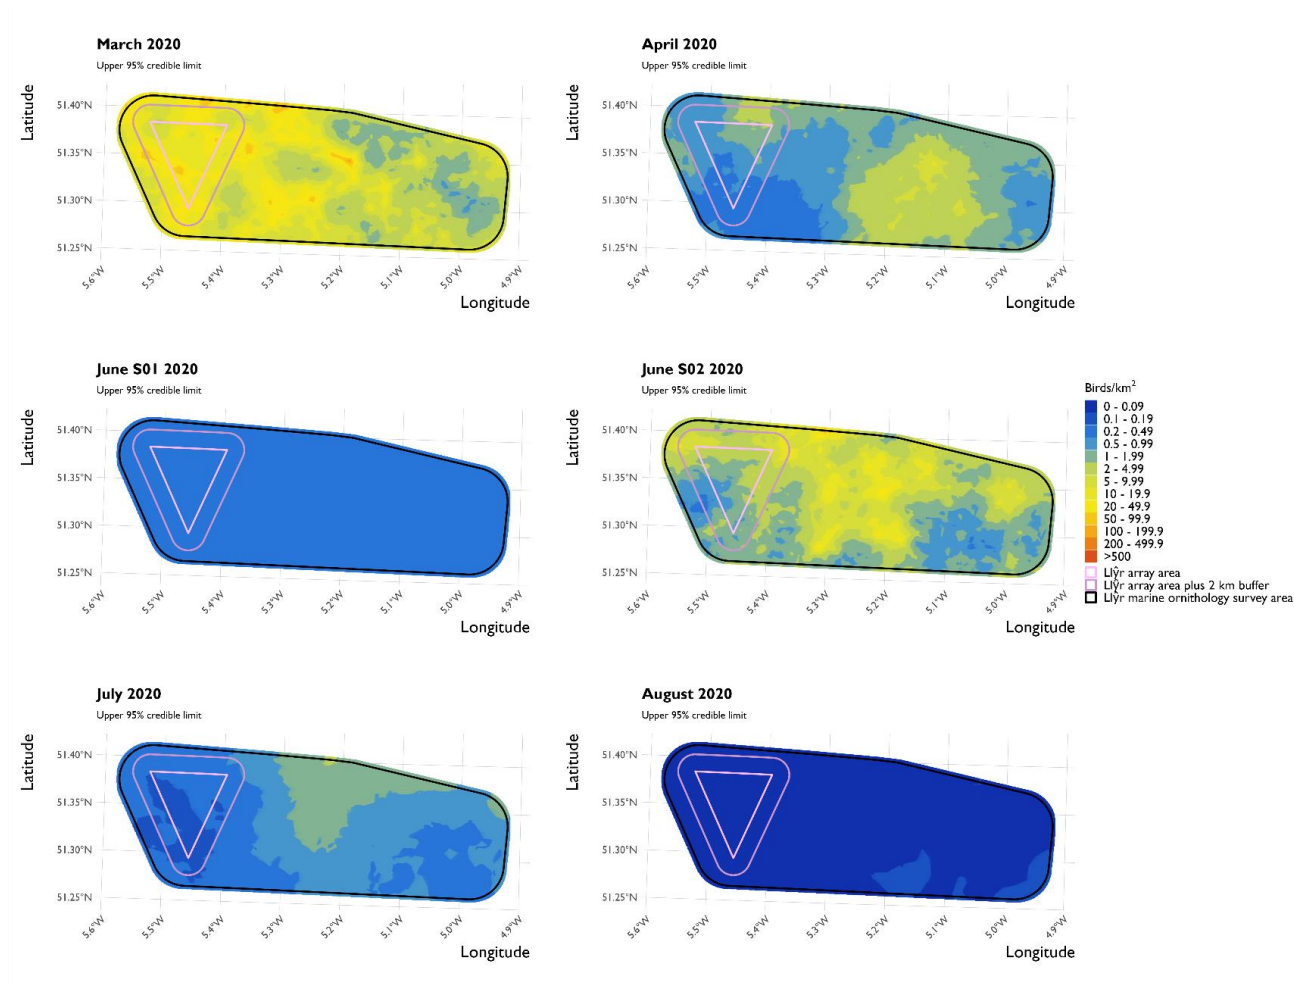 March 2020
Upper 95% credible limit
Latitude
51.40°N
51.35°N
51.30°N
51.25°N
5.6°W
5.5°W
5.4°W
5.3°W
5.2°W
5.1°W
5.0°W
4.9°W
Longitude
April 2020
Upper 95% credible limit
Latitude
51.40°N
51.35°N
51.30°N
51.25°N
5.6°W
5.5°W
5.4°W
5.3°W
5.2°W
5.1°W
5.0°W
4.9°W
Longitude
June S01 2020
Upper 95% credible limit
Latitude
51.40°N
51.35°N
51.30°N
51.25°N
5.6°W
5.5°W
5.4°W
5.3°W
5.2°W
5.1°W
5.0°W
4.9°W
Longitude
June S02 2020
Upper 95% credible limit
Latitude
51.40°N
51.35°N
51.30°N
51.25°N
5.6°W
5.5°W
5.4°W
5.3°W
5.2°W
5.1°W
5.0°W
4.9°W
Longitude
Birds/km²
0 - 0.09
0.1 - 0.19
0.2 - 0.49
0.5 - 0.99
1 - 1.99
2 - 4.99
5 - 9.99
10 - 19.9
20 - 49.9
50 - 99.9
100 - 199.9
200 - 499.9
>500
Llŷr array area
Llŷr array area plus 2 km buffer
Llŷr marine ornithology survey area
July 2020
Upper 95% credible limit
Latitude
51.40°N
51.35°N
51.30°N
51.25°N
5.6°W
5.5°W
5.4°W
5.3°W
5.2°W
5.1°W
5.0°W
4.9°W
Longitude
August 2020
Upper 95% credible limit
Latitude
51.40°N
51.35°N
51.30°N
51.25°N
5.6°W
5.5°W
5.4°W
5.3°W
5.2°W
5.1°W
5.0°W
4.9°W
Longitude